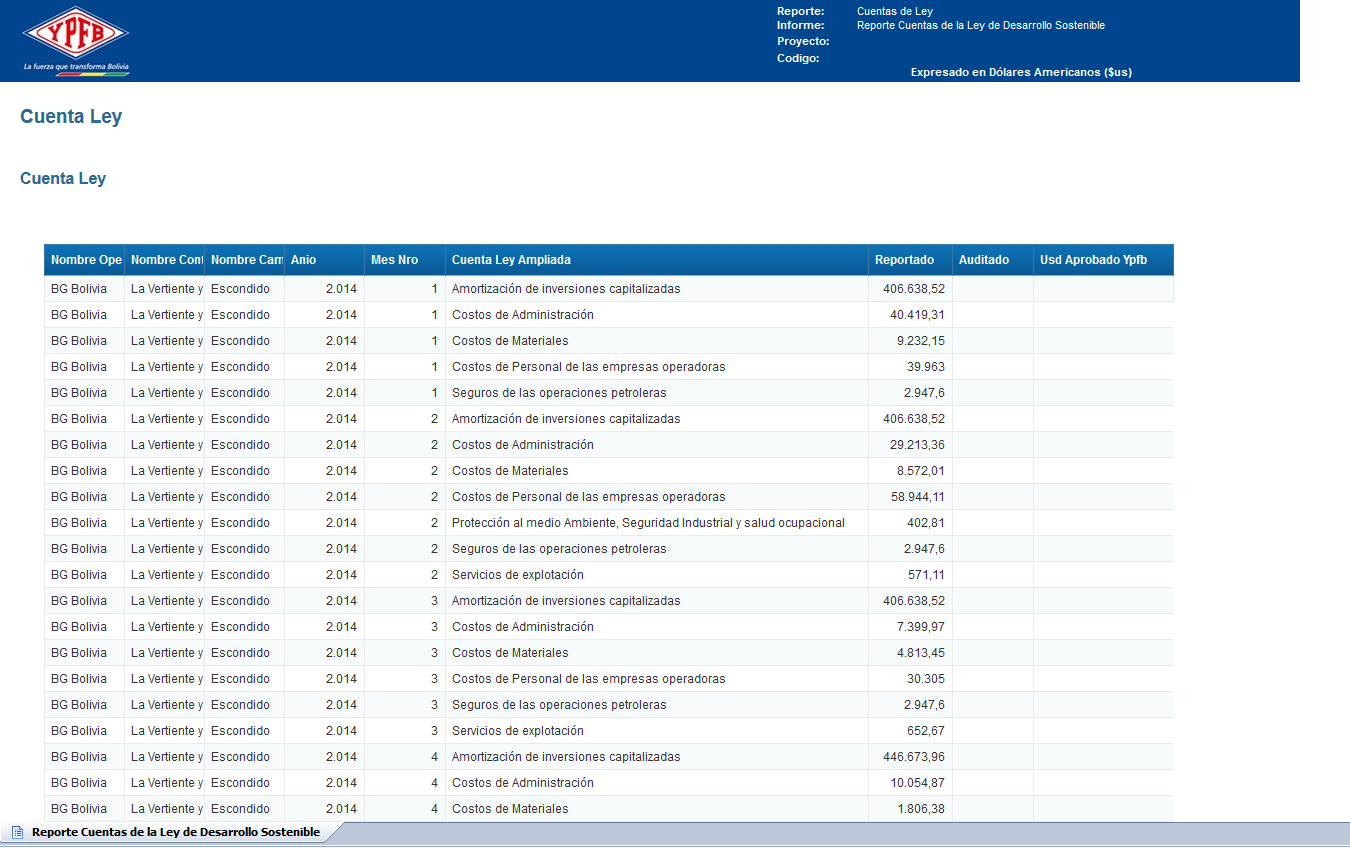 YPFB
La fuerza que transforma Bolivia
Reporte: Cuentas de Ley
Informe: Reporte Cuentas de la Ley de Desarrollo Sostenible
Proyecto:
Codigo:
Expresado en Dólares Americanos ($us)
Cuenta Ley
Cuenta Ley
Nombre Ope Nombre Cont Nombre Cam Anio Mes Nro Cuenta Ley Ampliada Reportado Auditado Usd Aprobado Ypfb
BG Bolivia La Vertiente y Escondido 2.014 1 Amortización de inversiones capitalizadas 406.638,52
BG Bolivia La Vertiente y Escondido 2.014 1 Costos de Administración 40.419,31
BG Bolivia La Vertiente y Escondido 2.014 1 Costos de Materiales 9.232,15
BG Bolivia La Vertiente y Escondido 2.014 1 Costos de Personal de las empresas operadoras 39.963
BG Bolivia La Vertiente y Escondido 2.014 1 Seguros de las operaciones petroleras 2.947,6
BG Bolivia La Vertiente y Escondido 2.014 2 Amortización de inversiones capitalizadas 406.638,52
BG Bolivia La Vertiente y Escondido 2.014 2 Costos de Administración 29.213,36
BG Bolivia La Vertiente y Escondido 2.014 2 Costos de Materiales 8.572,01
BG Bolivia La Vertiente y Escondido 2.014 2 Costos de Personal de las empresas operadoras 58.944,11
BG Bolivia La Vertiente y Escondido 2.014 2 Protección al medio Ambiente, Seguridad Industrial y salud ocupacional 402,81
BG Bolivia La Vertiente y Escondido 2.014 2 Seguros de las operaciones petroleras 2.947,6
BG Bolivia La Vertiente y Escondido 2.014 2 Servicios de explotación 571,11
BG Bolivia La Vertiente y Escondido 2.014 3 Amortización de inversiones capitalizadas 406.638,52
BG Bolivia La Vertiente y Escondido 2.014 3 Costos de Administración 7.399,97
BG Bolivia La Vertiente y Escondido 2.014 3 Costos de Materiales 4.813,45
BG Bolivia La Vertiente y Escondido 2.014 3 Costos de Personal de las empresas operadoras 30.305
BG Bolivia La Vertiente y Escondido 2.014 3 Seguros de las operaciones petroleras 2.947,6
BG Bolivia La Vertiente y Escondido 2.014 3 Servicios de explotación 652,67
BG Bolivia La Vertiente y Escondido 2.014 4 Amortización de inversiones capitalizadas 446.673,96
BG Bolivia La Vertiente y Escondido 2.014 4 Costos de Administración 10.054,87
BG Bolivia La Vertiente y Escondido 2.014 4 Costos de Materiales 1.806,38
Reporte Cuentas de la Ley de Desarrollo Sostenible